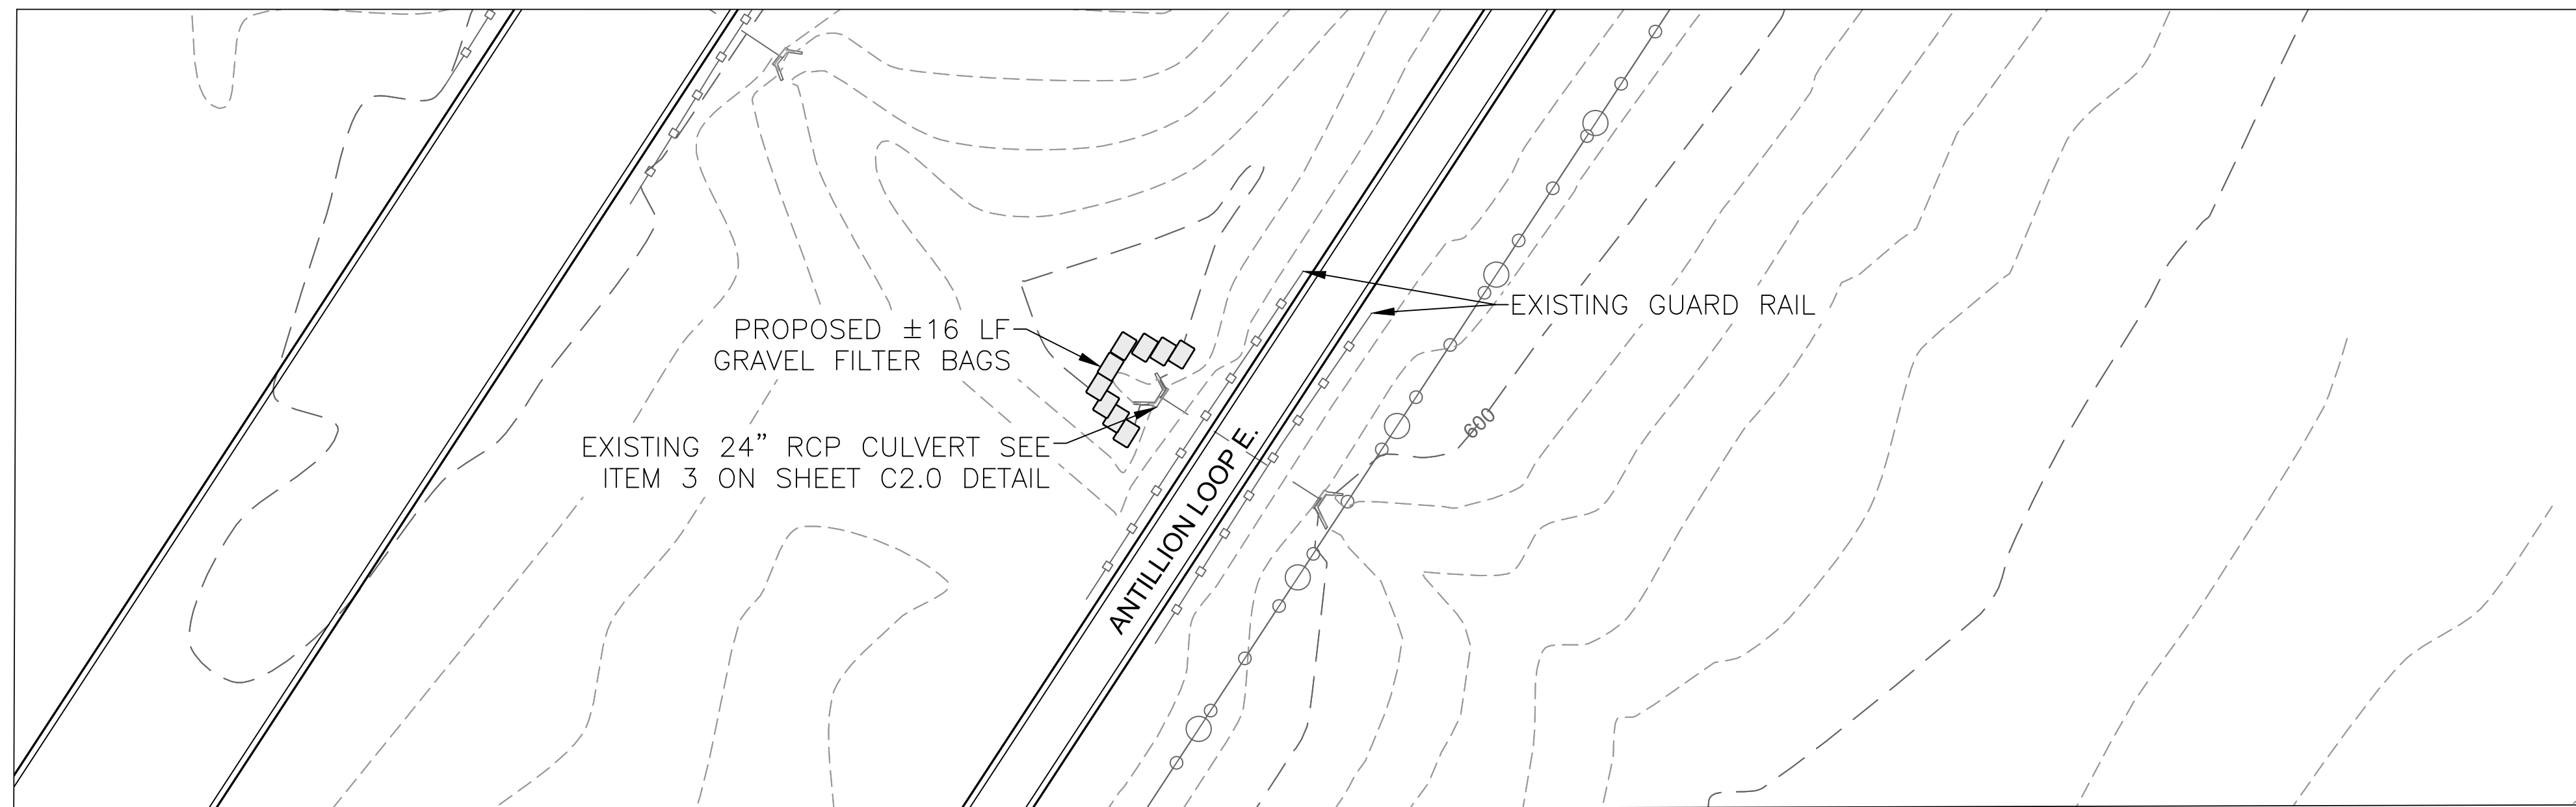 PROPOSED ±16 LF
GRAVEL FILTER BAGS
EXISTING GUARD RAIL
EXISTING 24” RCP CULVERT SEE
ITEM 3 ON SHEET C2.0 DETAIL
ANTILLION LOOP E.
600